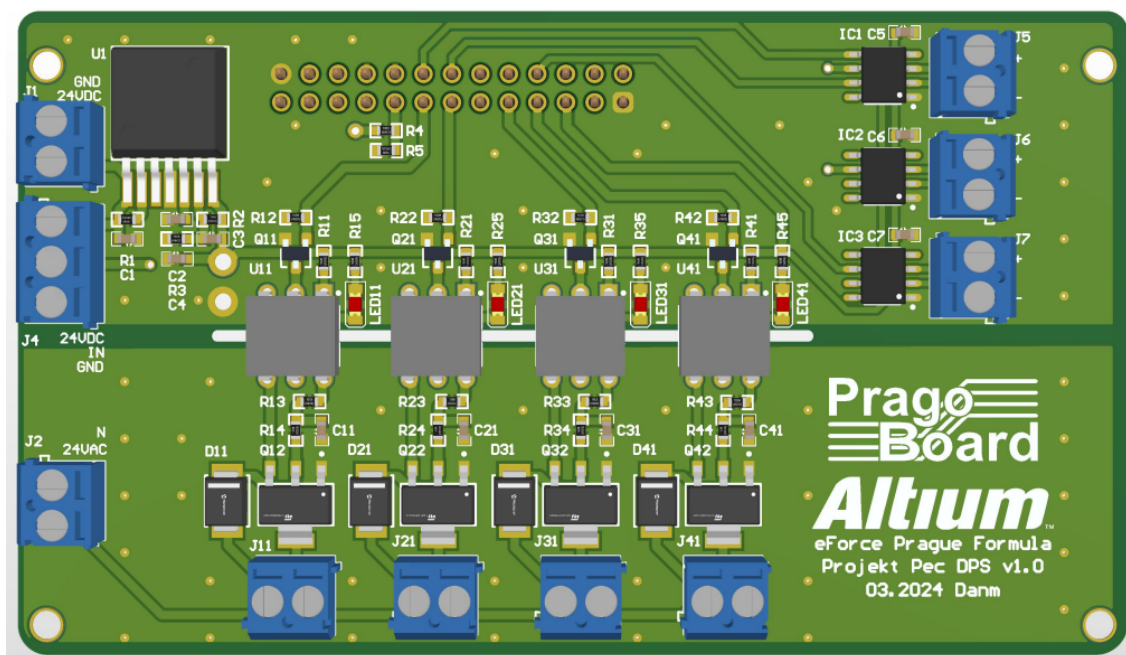 U1
GND
24VDC
J1
IC1 C5
J5
+
-
R4
R5
IC2 C6
J6
+
-
R1
C1
C2
R3
C4
R2
C3
R12
Q11
U11
R11
R15
LED11
R22
Q21
U21
R21
R25
LED21
R32
Q31
U31
R31
R35
LED31
R42
Q41
U41
R41
R45
LED41
IC3 C7
J7
+
-
J4
24VDC
IN
GND
R13
R14
C11
R23
R24
C21
R33
R34
C31
R43
R44
C41
J2
N
24VAC
D11
Q12
D21
Q22
D31
Q32
D41
Q42
J11
J21
J31
J41
Prago
Board
Altium
TM
eForce Prague Formula
Projekt Pec DPS v1.0
03.2024 Danm